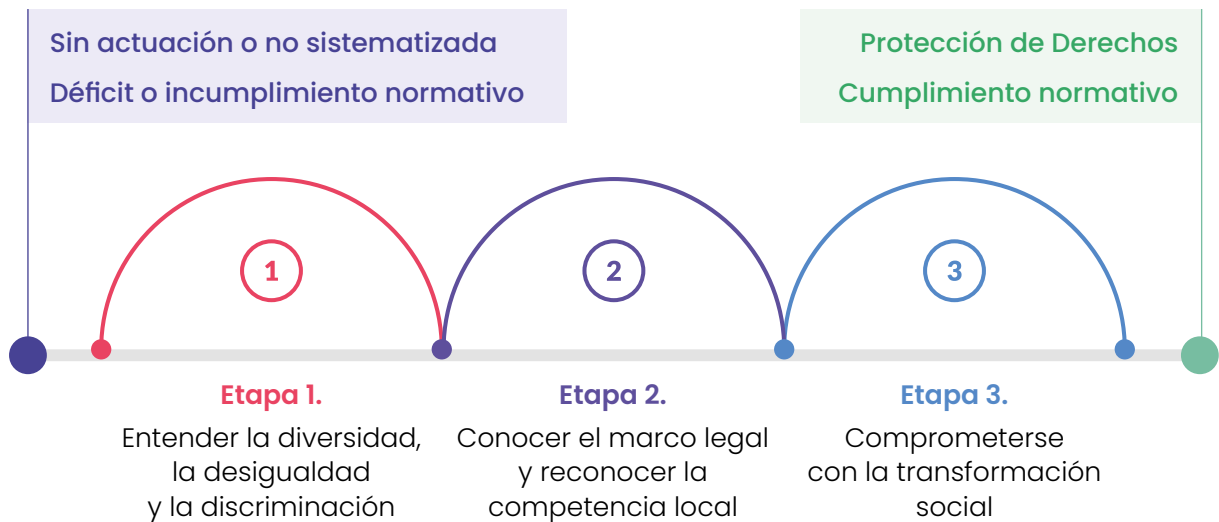 Sin actuación o no sistematizada
Déficit o incumplimiento normativo
Protección de Derechos
Cumplimiento normativo
1
2
3
Etapa 1.
Entender la diversidad,
la desigualdad
y la discriminación
Etapa 2.
Conocer el marco legal
y reconocer la
competencia local
Etapa 3.
Comprometerse
con la transformación
social